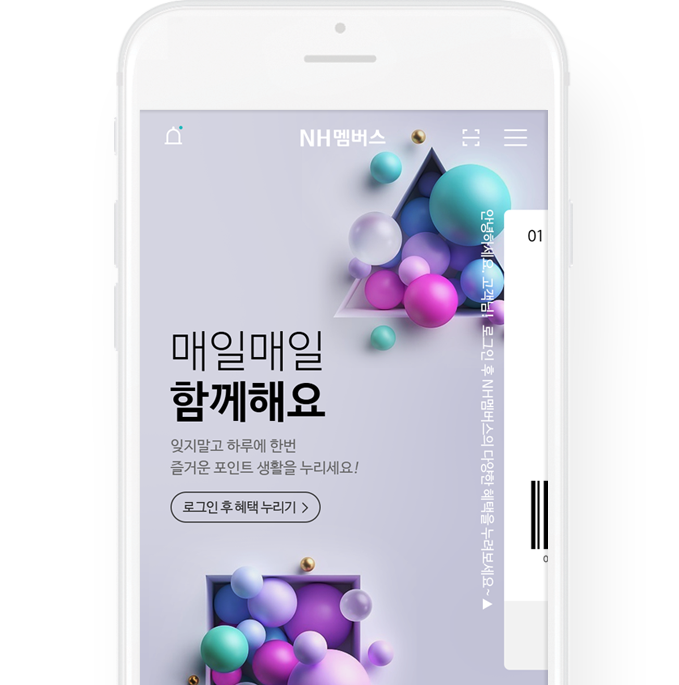 NH멤버스
매일매일
함께해요
잊지말고 하루에 한번
즐거운 포인트 생활을 누리세요!
로그인 후 혜택 누리기 >
안녕하세요. 고객님! 로그인 후 NH멤버스의 다양한 혜택을 누려보세요~▲
01
0